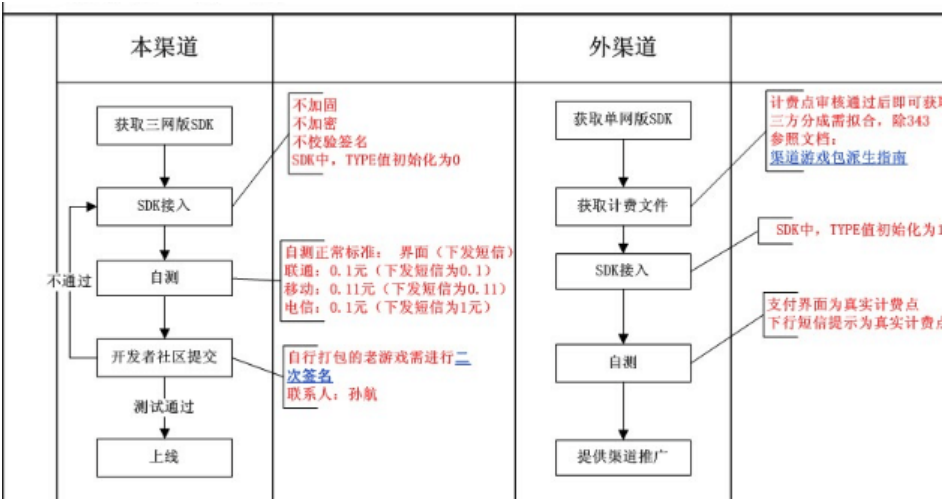 本渠道
外渠道
获取三网版SDK
不加固
不加密
不校验签名
SDK中，TYPE值初始化为0
SDK接入
自测
自测正常标准： 界面（下发短信）
联通：0.1元（下发短信为0.1）
移动：0.11元（下发短信为0.11）
电信：0.1元（下发短信为1元）
不通过
开发者社区提交
自行打包的老游戏需进行二
次签名
联系人：孙航
测试通过
上线
获取单网版SDK
计费点审核通过后即可获取
三方分成需拟合，除343
参照文档：
渠道游戏包派生指南
获取计费文件
SDK中，TYPE值初始化为1
SDK接入
支付界面为真实计费点
下行短信提示为真实计费点
自测
提供渠道推广